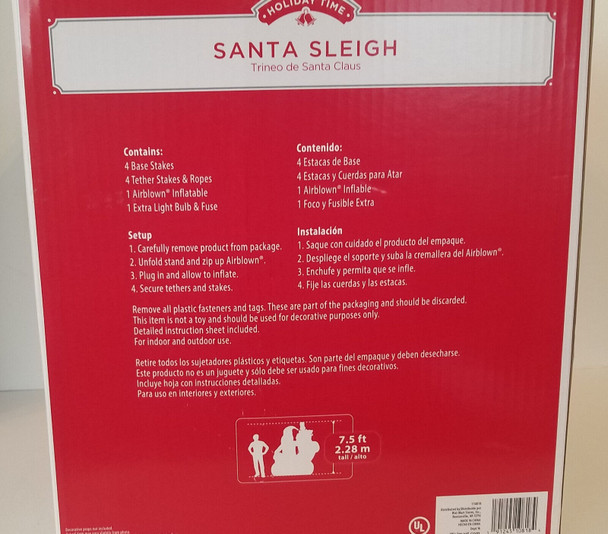 HOLIDAY TIME
SANTA SLEIGH
Trineo de Santa Claus
Contains:
4 Base Stakes
4 Tether Stakes & Ropes
1 Airblown® Inflatable
1 Extra Light Bulb & Fuse
Contenido:
4 Estacas de Base
4 Estacas y Cuerdas para Atar
1 Airblown® Inflable
1 Foco y Fusible Extra
Setup
1. Carefully remove product from package.
2. Unfold stand and zip up Airblown®.
3. Plug in and allow to inflate.
4. Secure tethers and stakes.
Instalación
1. Saque con cuidado el producto del empaque.
2. Despliege el soporte y suba la cremallera del Airblown®.
3. Enchufe y permita que se infle.
4. Fije las cuerdas y las estacas.
Remove all plastic fasteners and tags. These are part of the packaging and should be discarded.
This item is not a toy and should be used for decorative purposes only.
Detailed instruction sheet included.
For indoor and outdoor use.
Retire todos los sujetadores plásticos y etiquetas. Son parte del empaque y deben desecharse.
Este producto no es un juguete y sólo debe ser usado para fines decorativos.
Incluye hoja con instrucciones detalladas.
Para uso en interiores y exteriores.
7.5 ft
2.28 m
tall / alto
UL